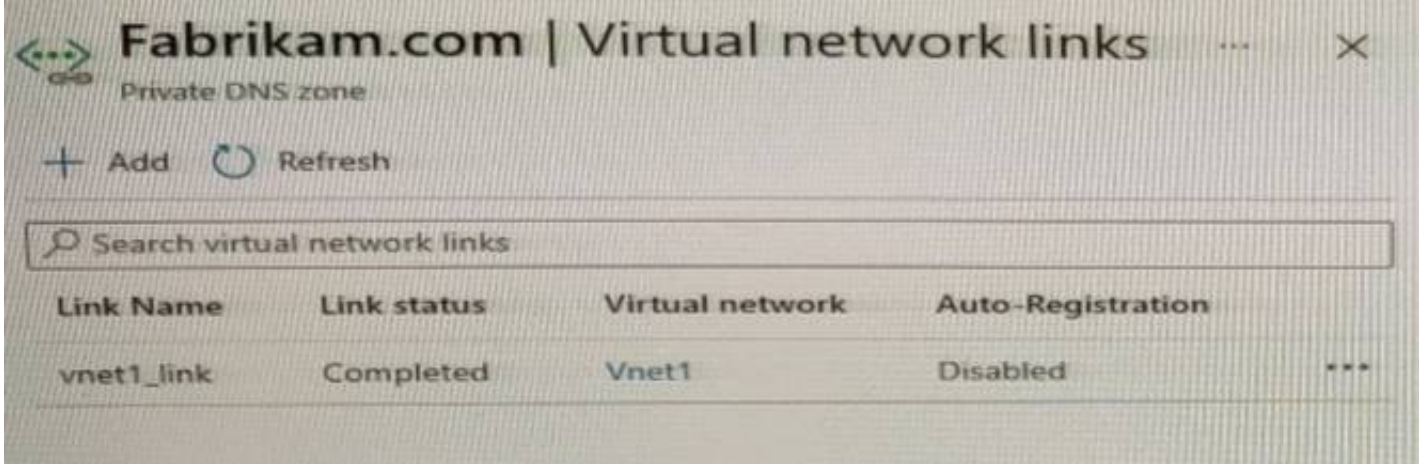 Fabrikam.com | Virtual network links ... ×
Private DNS zone
+ Add Refresh
Search virtual network links
Link Name Link status Virtual network Auto-Registration
vnet1_link Completed Vnet1 Disabled ...